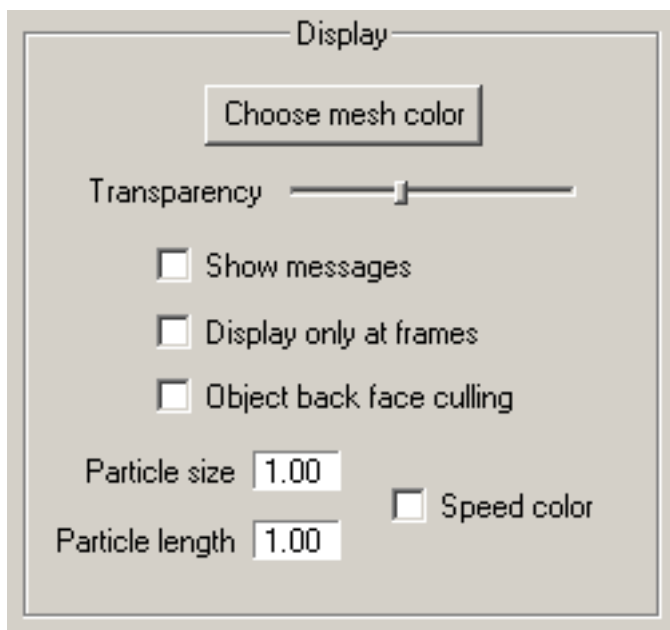 Display
Choose mesh color
Transparency
Show messages
Display only at frames
Object back face culling
Particle size 1.00
Speed color
Particle length 1.00